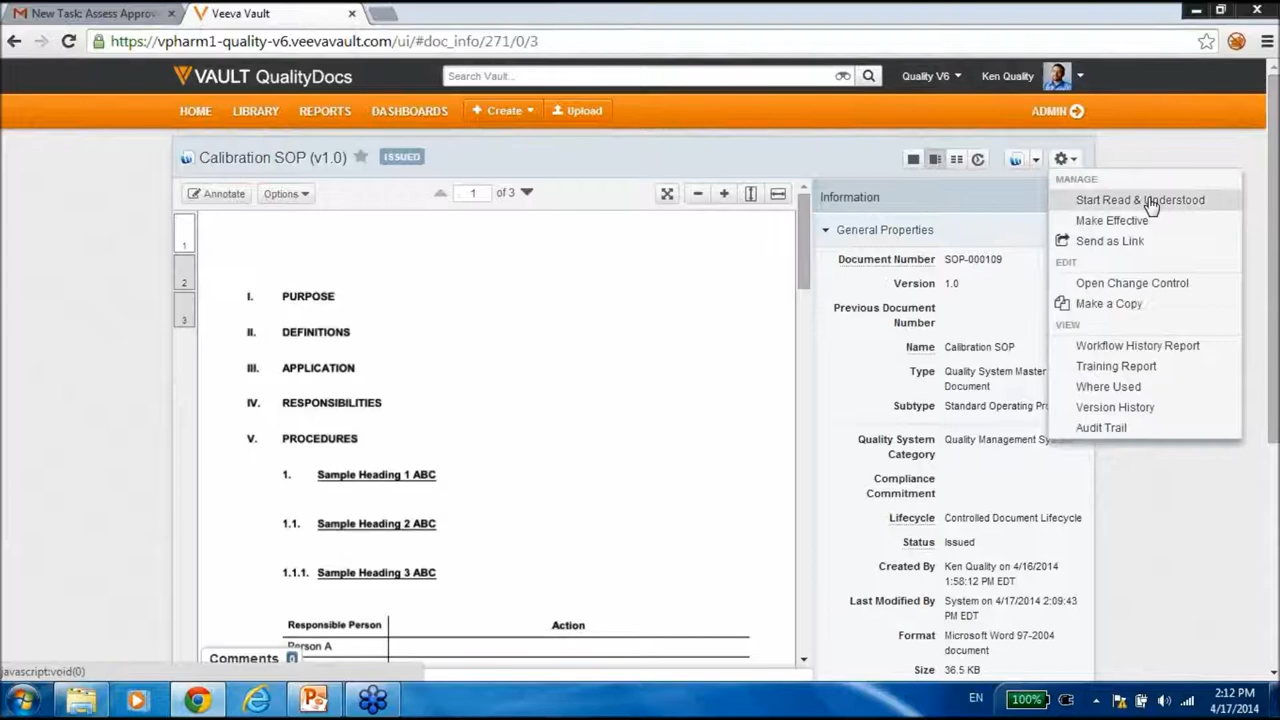 New Task: Assess Approv
Veeva Vault
https://vpharm1-quality-v6.veevavault.com/ui/#doc_info/271/0/3
VAULT QualityDocs
Search Vault...
Quality V6
Ken Quality
HOME
LIBRARY
REPORTS
DASHBOARDS
+ Create
Upload
ADMIN
Calibration SOP (v1.0)
ISSUED
Annotate
Options
1 of 3
1
2
3
I. PURPOSE
II. DEFINITIONS
III. APPLICATION
IV. RESPONSIBILITIES
V. PROCEDURES
1. Sample Heading 1 ABC
1.1. Sample Heading 2 ABC
1.1.1. Sample Heading 3 ABC
Responsible Person Action
Person A
Comments 0
Information
General Properties
Document Number SOP-000109
Version 1.0
Previous Document
Number
Name Calibration SOP
Type Quality System Master
Document
Subtype Standard Operating Pr
Quality System Quality Management Sy
Category
Compliance
Commitment
Lifecycle Controlled Document Lifecycle
Status Issued
Created By Ken Quality on 4/16/2014
1:58:12 PM EDT
Last Modified By System on 4/17/2014 2:09:43
PM EDT
Format Microsoft Word 97-2004
document
Size 36.5 KB
MANAGE
Start Read & Understood
Make Effective
Send as Link
EDIT
Open Change Control
Make a Copy
VIEW
Workflow History Report
Training Report
Where Used
Version History
Audit Trail
javascript:void(0)
EN
100%
2:12 PM
4/17/2014